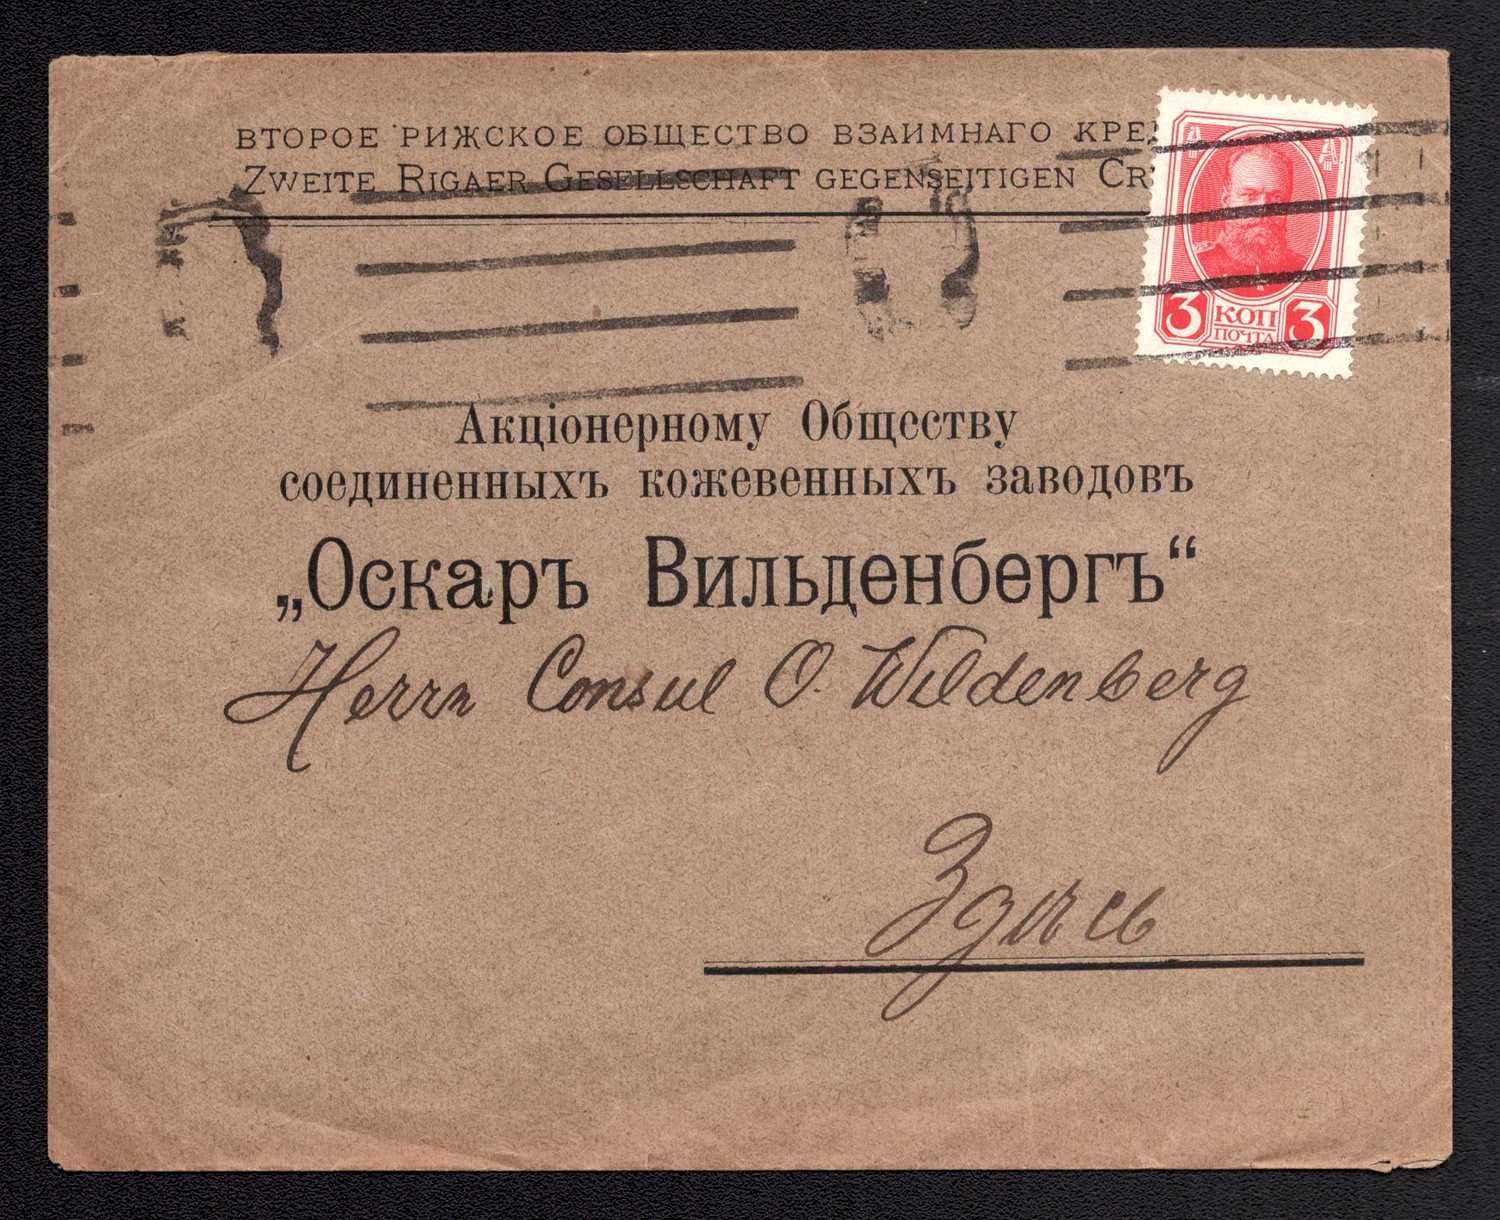 ВТОРОЕ РИЖСКОЕ ОБЩЕСТВО ВЗАИМНАГО КРЕ
ZWEITE RIGAER GESELLSCHAFT GEGENSEITIGEN CR
А А
3 КОП 3
ПОЧТА
Акціонерному Обществу
соединенныхъ кожевенныхъ заводовъ
„Оскаръ Вильденбергъ“
Herrn Consul O. Wildenberg
Здѣсь